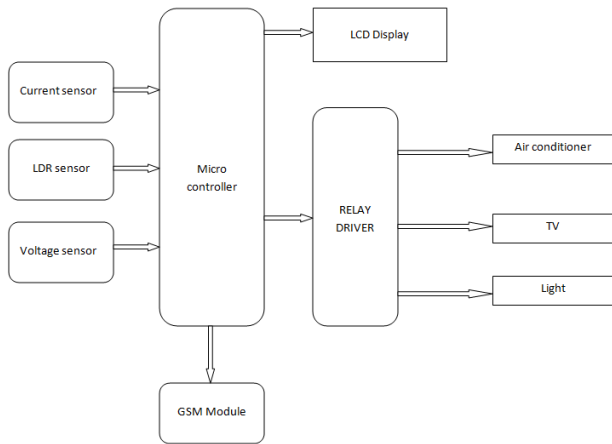 LCD Display
Current sensor
LDR sensor
Voltage sensor
Micro
controller
RELAY
DRIVER
Air conditioner
TV
Light
GSM Module